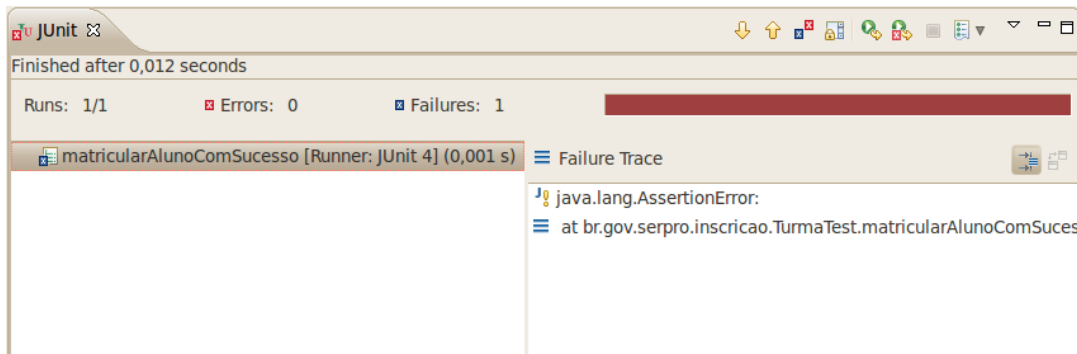 JUnit
Finished after 0,012 seconds
Runs: 1/1 Errors: 0 Failures: 1
matricularAlunoComSucesso [Runner: JUnit 4] (0,001 s)
Failure Trace
java.lang.AssertionError:
at br.gov.serpro.inscricao.TurmaTest.matricularAlunoComSuces